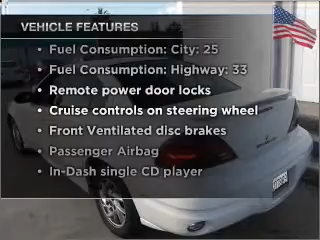 VEHICLE FEATURES
• Fuel Consumption: City: 25
• Fuel Consumption: Highway: 33
• Remote power door locks
• Cruise controls on steering wheel
• Front Ventilated disc brakes
• Passenger Airbag
• In-Dash single CD player